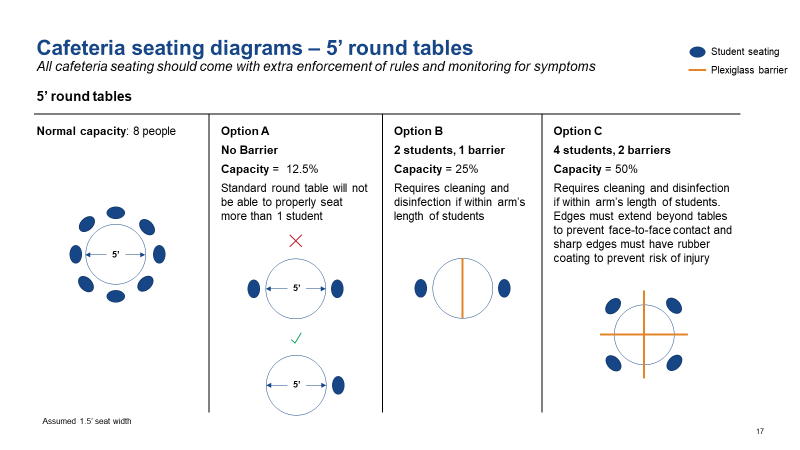 Cafeteria seating diagrams – 5’ round tables
All cafeteria seating should come with extra enforcement of rules and monitoring for symptoms
Student seating
Plexiglass barrier
5’ round tables
Normal capacity: 8 people
5’
Option A
No Barrier
Capacity = 12.5%
Standard round table will not
be able to properly seat
more than 1 student
5’
5’
Option B
2 students, 1 barrier
Capacity = 25%
Requires cleaning and
disinfection if within arm’s
length of students
Option C
4 students, 2 barriers
Capacity = 50%
Requires cleaning and disinfection
if within arm’s length of students.
Edges must extend beyond tables
to prevent face-to-face contact and
sharp edges must have rubber
coating to prevent risk of injury
Assumed 1.5’ seat width
17